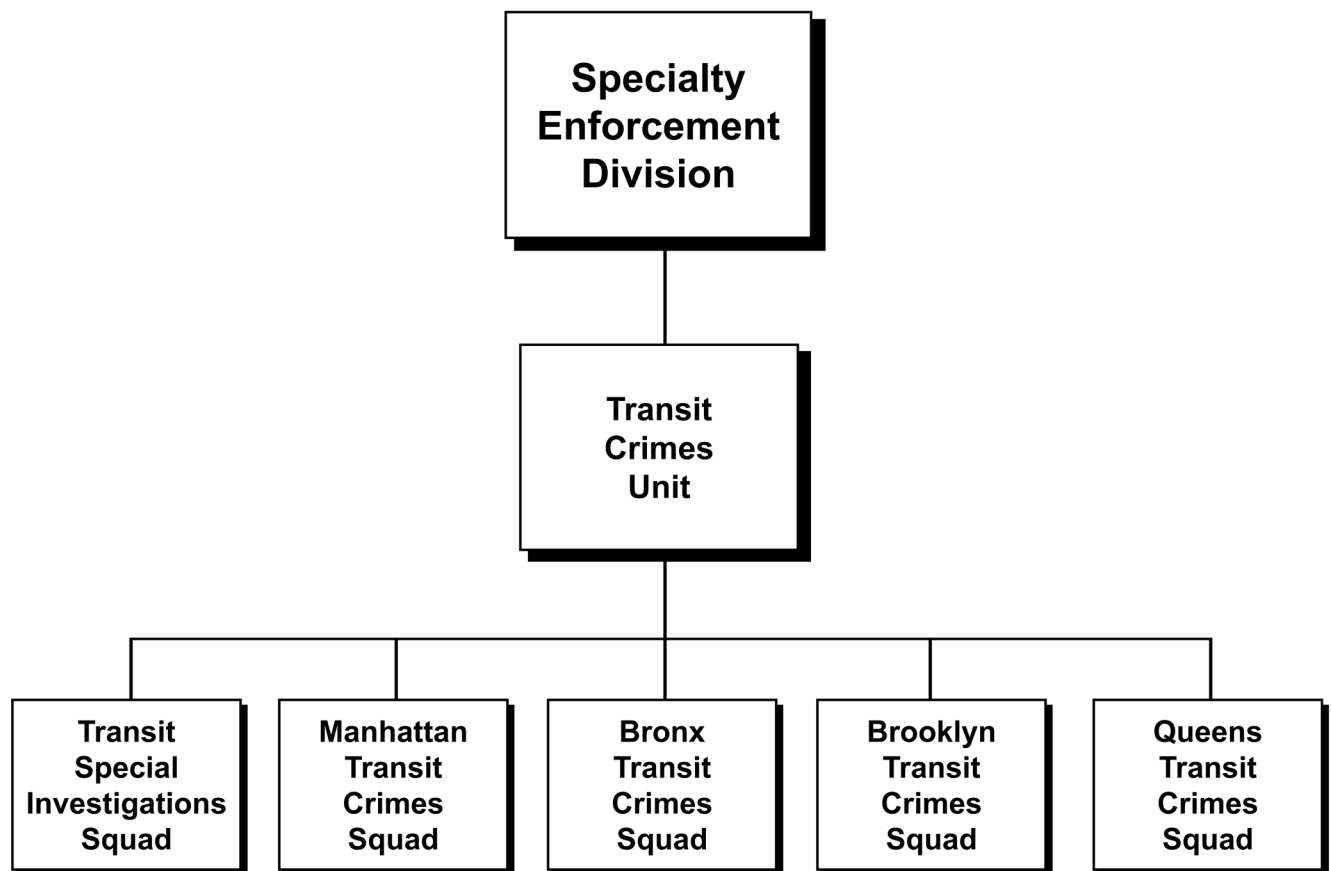 Specialty
Enforcement
Division
Transit
Crimes
Unit
Transit
Special
Investigations
Squad
Manhattan
Transit
Crimes
Squad
Bronx
Transit
Crimes
Squad
Brooklyn
Transit
Crimes
Squad
Queens
Transit
Crimes
Squad